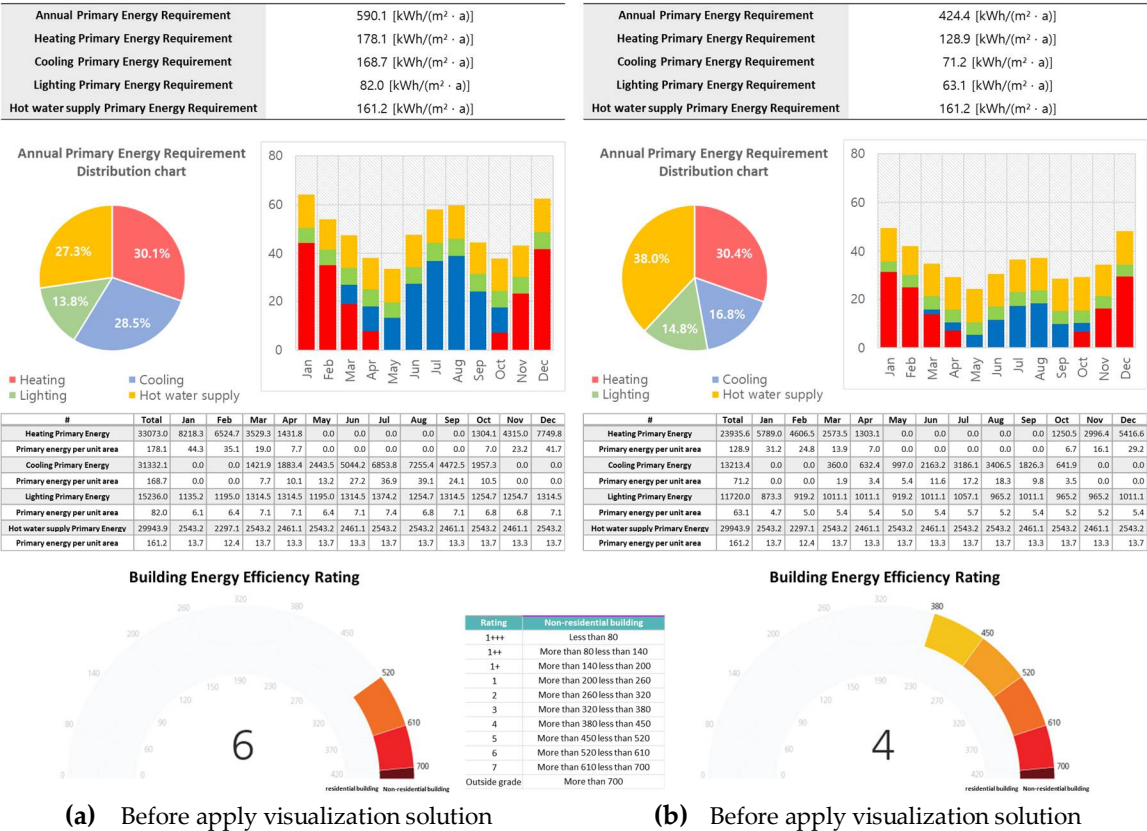 Annual Primary Energy Requirement 590.1 [kWh/(m² · a)]
Heating Primary Energy Requirement 178.1 [kWh/(m² · a)]
Cooling Primary Energy Requirement 168.7 [kWh/(m² · a)]
Lighting Primary Energy Requirement 82.0 [kWh/(m² · a)]
Hot water supply Primary Energy Requirement 161.2 [kWh/(m² · a)]
Annual Primary Energy Requirement
Distribution chart
27.3% 30.1%
13.8% 28.5%
Heating Cooling
Lighting Hot water supply
80
60
40
20
0
Jan Feb Mar Apr May Jun Jul Aug Sep Oct Nov Dec
# Total Jan Feb Mar Apr May Jun Jul Aug Sep Oct Nov Dec
Heating Primary Energy 33073.0 8218.3 6524.7 3529.3 1431.8 0.0 0.0 0.0 0.0 0.0 1304.1 4315.0 7749.8
Primary energy per unit area 178.1 44.3 35.1 19.0 7.7 0.0 0.0 0.0 0.0 0.0 7.0 23.2 41.7
Cooling Primary Energy 31332.1 0.0 0.0 1421.9 1883.4 2443.5 5044.2 6853.8 7255.4 4472.5 1957.3 0.0 0.0
Primary energy per unit area 168.7 0.0 0.0 7.7 10.1 13.2 27.2 36.9 39.1 24.1 10.5 0.0 0.0
Lighting Primary Energy 15236.0 1135.2 1195.0 1314.5 1314.5 1195.0 1314.5 1374.2 1254.7 1314.5 1254.7 1254.7 1314.5
Primary energy per unit area 82.0 6.1 6.4 7.1 7.1 6.4 7.1 7.4 6.8 7.1 6.8 6.8 7.1
Hot water supply Primary Energy 29943.9 2543.2 2297.1 2543.2 2461.1 2543.2 2461.1 2543.2 2543.2 2461.1 2543.2 2461.1 2543.2
Primary energy per unit area 161.2 13.7 12.4 13.7 13.3 13.7 13.3 13.7 13.7 13.3 13.7 13.3 13.7
Building Energy Efficiency Rating
0 80 140 200 260 320 380 450 520 610 700
0 60 90 120 150 190 230 270 320 370 420
6
residential building Non-residential building
(a) Before apply visualization solution
Rating Non-residential building
1+++ Less than 80
1++ More than 80 less than 140
1+ More than 140 less than 200
1 More than 200 less than 260
2 More than 260 less than 320
3 More than 320 less than 380
4 More than 380 less than 450
5 More than 450 less than 520
6 More than 520 less than 610
7 More than 610 less than 700
Outside grade More than 700
Annual Primary Energy Requirement 424.4 [kWh/(m² · a)]
Heating Primary Energy Requirement 128.9 [kWh/(m² · a)]
Cooling Primary Energy Requirement 71.2 [kWh/(m² · a)]
Lighting Primary Energy Requirement 63.1 [kWh/(m² · a)]
Hot water supply Primary Energy Requirement 161.2 [kWh/(m² · a)]
Annual Primary Energy Requirement
Distribution chart
38.0% 30.4%
14.8% 16.8%
Heating Cooling
Lighting Hot water supply
80
60
40
20
0
Jan Feb Mar Apr May Jun Jul Aug Sep Oct Nov Dec
# Total Jan Feb Mar Apr May Jun Jul Aug Sep Oct Nov Dec
Heating Primary Energy 23935.6 5789.0 4606.5 2573.5 1303.1 0.0 0.0 0.0 0.0 0.0 1250.5 2996.4 5416.6
Primary energy per unit area 128.9 31.2 24.8 13.9 7.0 0.0 0.0 0.0 0.0 0.0 6.7 16.1 29.2
Cooling Primary Energy 13213.4 0.0 0.0 360.0 632.4 997.0 2163.2 3186.1 3406.5 1826.3 641.9 0.0 0.0
Primary energy per unit area 71.2 0.0 0.0 1.9 3.4 5.4 11.6 17.2 18.3 9.8 3.5 0.0 0.0
Lighting Primary Energy 11720.0 873.3 919.2 1011.1 1011.1 919.2 1011.1 1057.1 965.2 1011.1 965.2 965.2 1011.1
Primary energy per unit area 63.1 4.7 5.0 5.4 5.4 5.0 5.4 5.7 5.2 5.4 5.2 5.2 5.4
Hot water supply Primary Energy 29943.9 2543.2 2297.1 2543.2 2461.1 2543.2 2461.1 2543.2 2543.2 2461.1 2543.2 2461.1 2543.2
Primary energy per unit area 161.2 13.7 12.4 13.7 13.3 13.7 13.3 13.7 13.7 13.3 13.7 13.3 13.7
Building Energy Efficiency Rating
0 80 140 200 260 320 380 450 520 610 700
0 60 90 120 150 190 230 270 320 370 420
4
residential building Non-residential building
(b) Before apply visualization solution